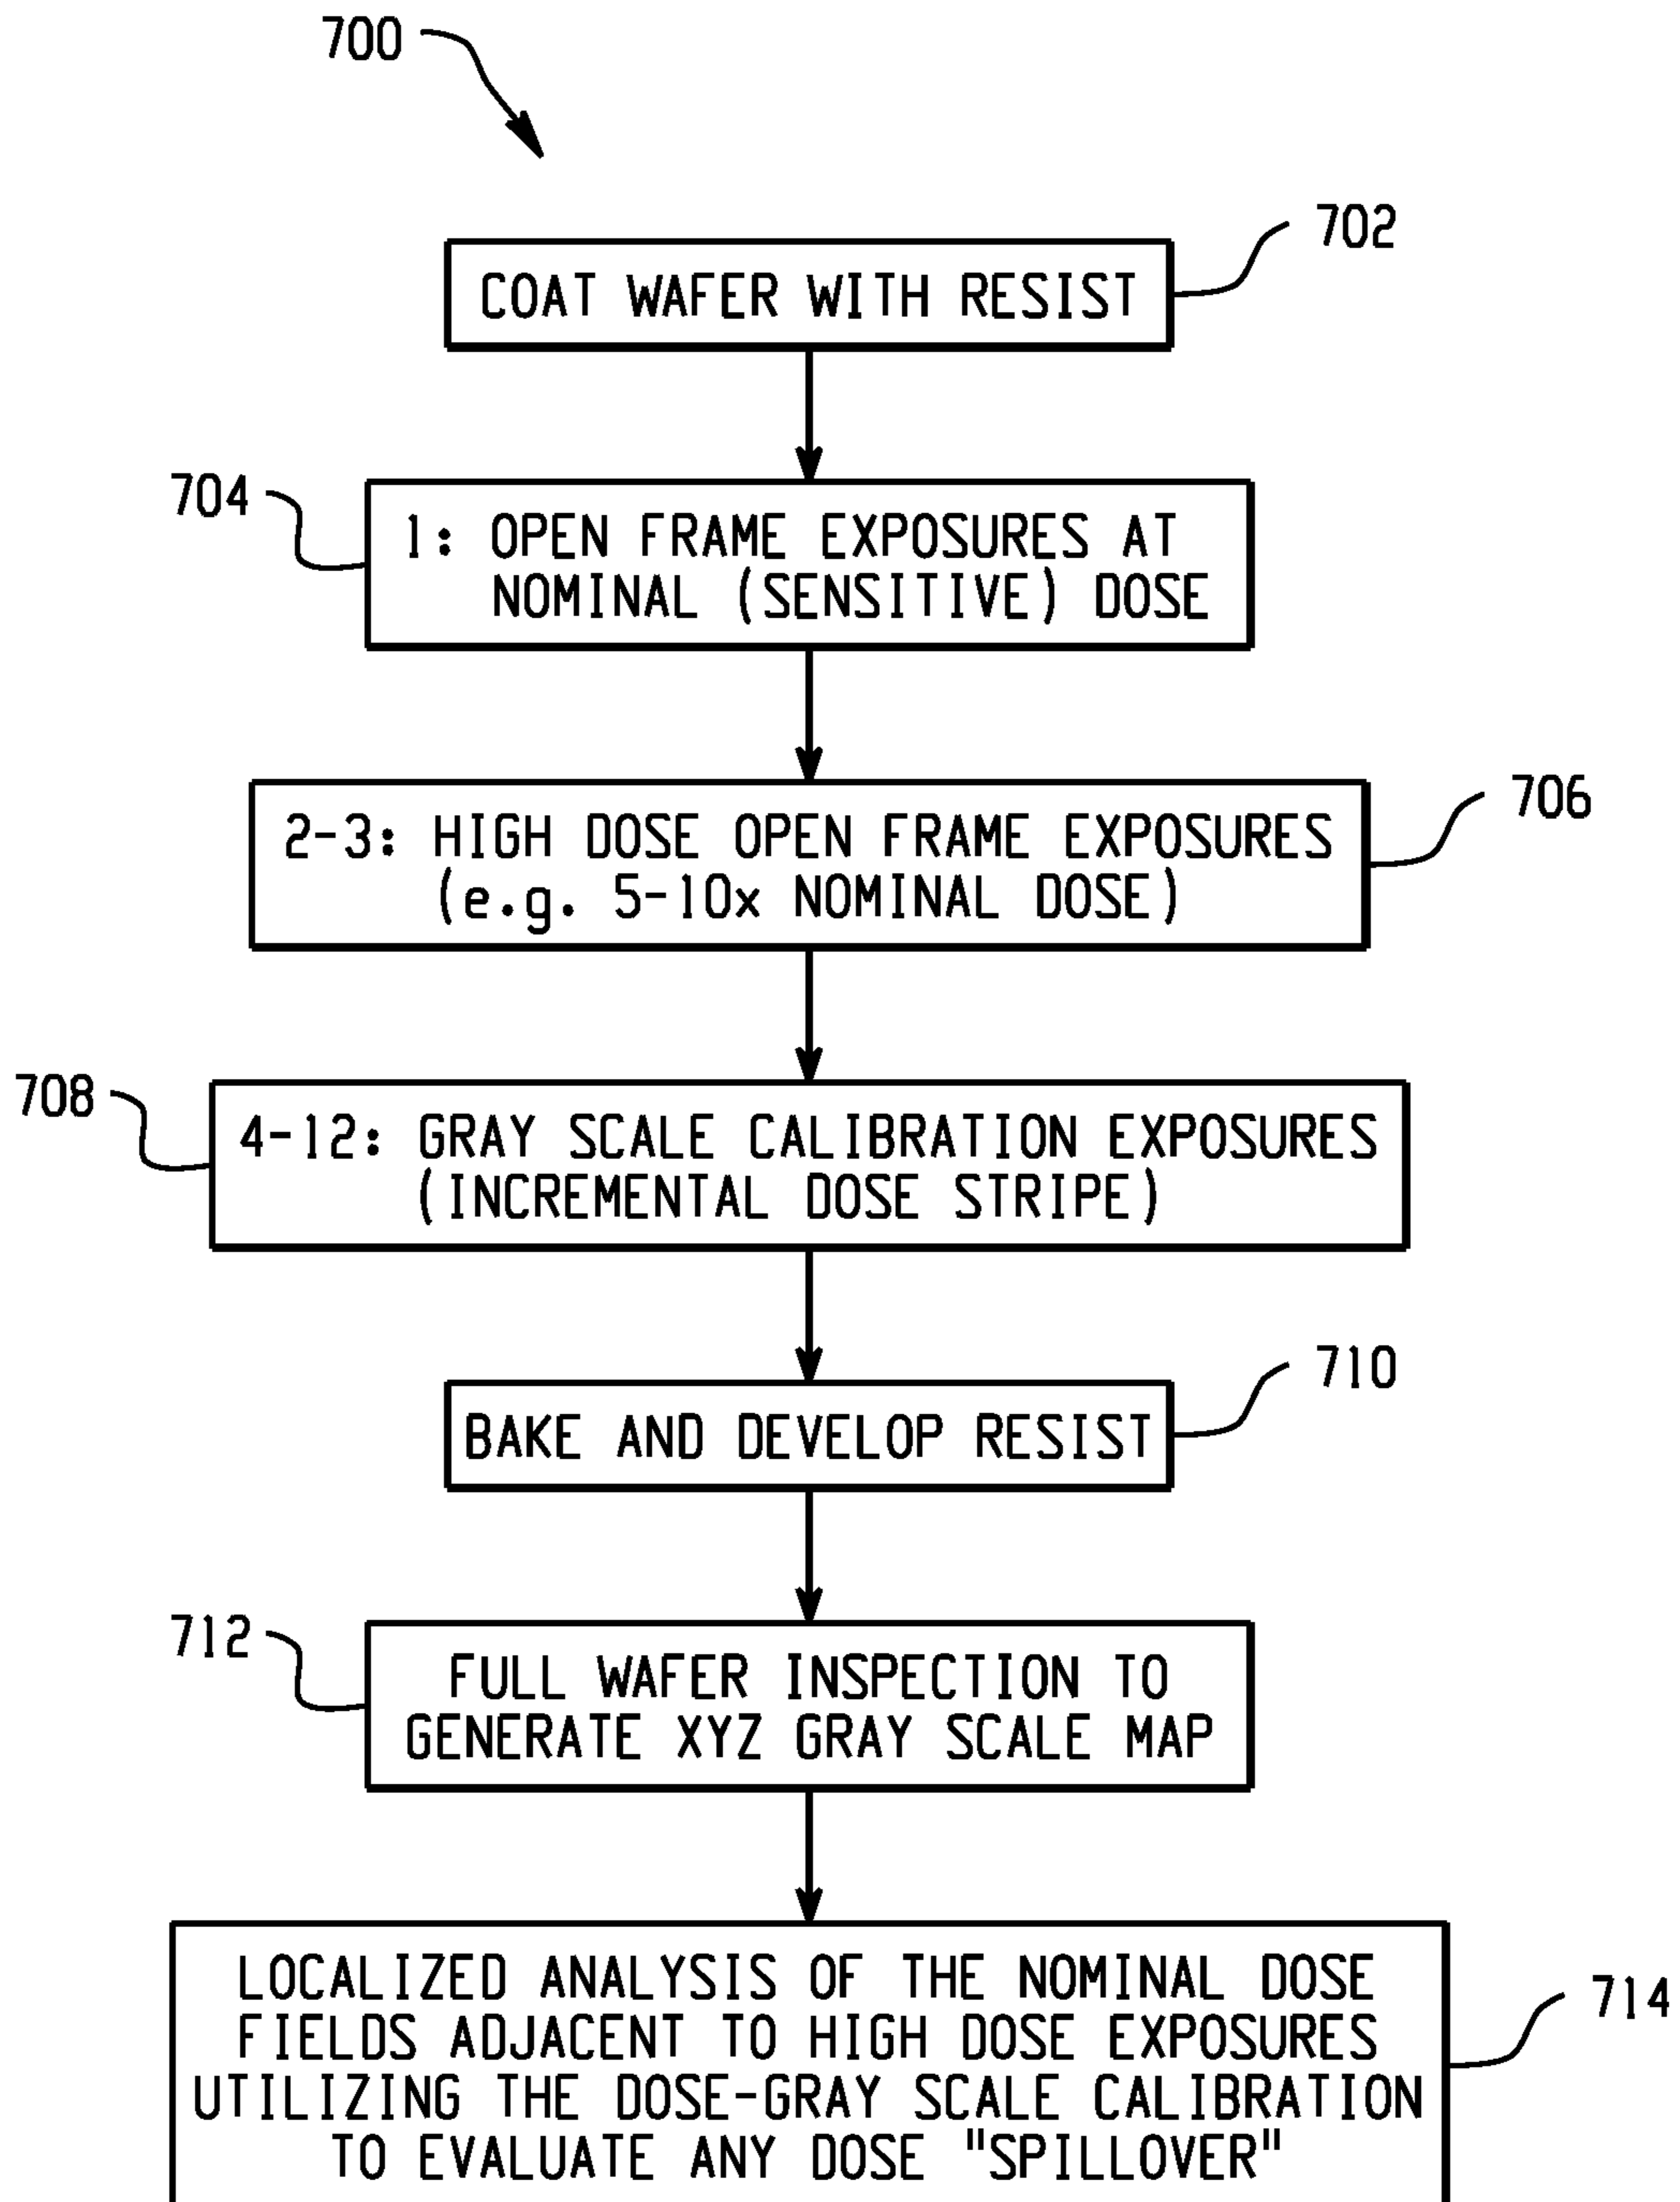 700
702
COAT WAFER WITH RESIST
704
1: OPEN FRAME EXPOSURES AT
NOMINAL (SENSITIVE) DOSE
706
2-3: HIGH DOSE OPEN FRAME EXPOSURES
(e.g. 5-10x NOMINAL DOSE)
708
4-12: GRAY SCALE CALIBRATION EXPOSURES
(INCREMENTAL DOSE STRIPE)
710
BAKE AND DEVELOP RESIST
712
FULL WAFER INSPECTION TO
GENERATE XYZ GRAY SCALE MAP
714
LOCALIZED ANALYSIS OF THE NOMINAL DOSE
FIELDS ADJACENT TO HIGH DOSE EXPOSURES
UTILIZING THE DOSE-GRAY SCALE CALIBRATION
TO EVALUATE ANY DOSE "SPILLOVER"